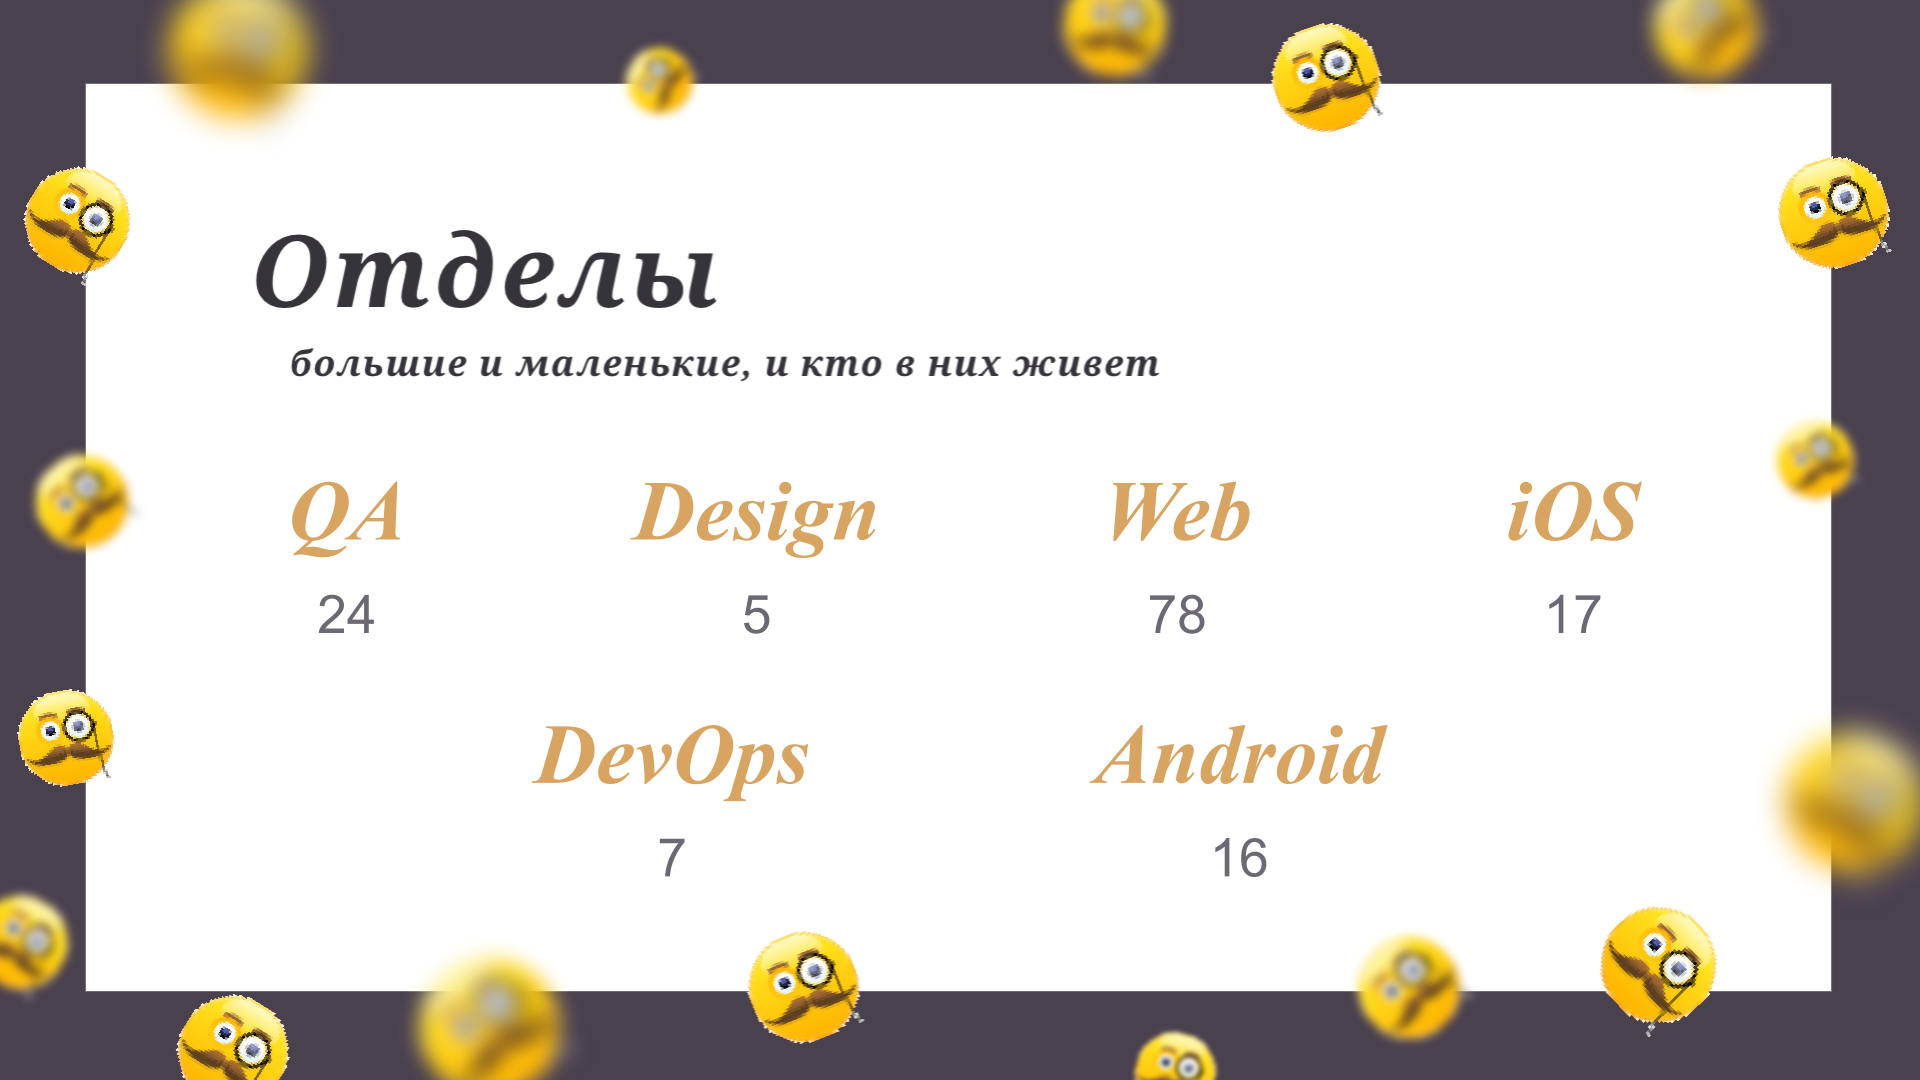 Отделы
большие и маленькие, и кто в них живет
QA Design Web iOS
24 5 78 17
DevOps Android
7 16